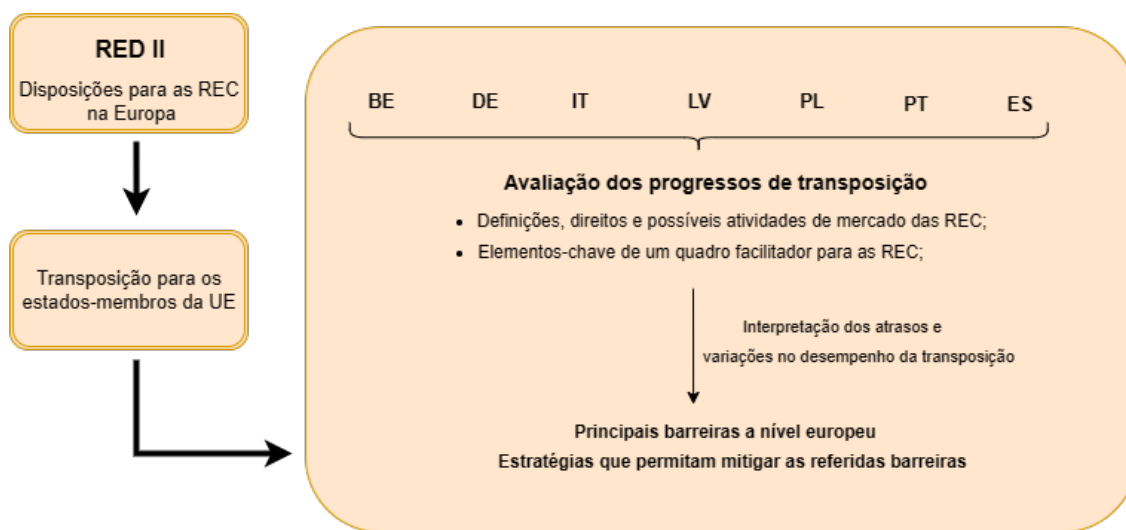 RED II
Disposições para as REC
na Europa
Transposição para os
estados-membros da UE
BE DE IT LV PL PT ES
Avaliação dos progressos de transposição
• Definições, direitos e possíveis atividades de mercado das REC;
• Elementos-chave de um quadro facilitador para as REC;
Interpretação dos atrasos e
variações no desempenho da transposição
Principais barreiras a nível europeu
Estratégias que permitam mitigar as referidas barreiras